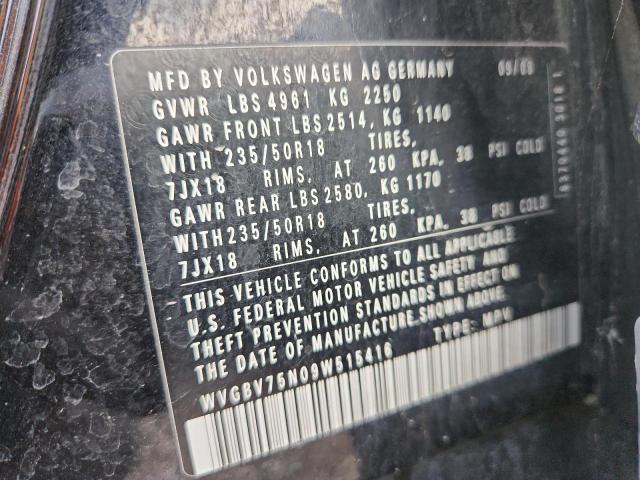 MFD BY VOLKSWAGEN AG GERMANY 05/09
GVWR LBS 4961 KG 2250
GAWR FRONT LBS 2514, KG 1140
WITH 235/50R18 TIRES,
7JX18 RIMS, AT 260 KPA, 38 PSI COLD
GAWR REAR LBS 2580, KG 1170
WITH 235/50R18 TIRES,
7JX18 RIMS, AT 260 KPA, 38 PSI COLD
THIS VEHICLE CONFORMS TO ALL APPLICABLE
U.S. FEDERAL MOTOR VEHICLE SAFETY AND
THEFT PREVENTION STANDARDS IN EFFECT ON
THE DATE OF MANUFACTURE SHOWN ABOVE.
WVGBV75N09W515416 TYPE: MPV